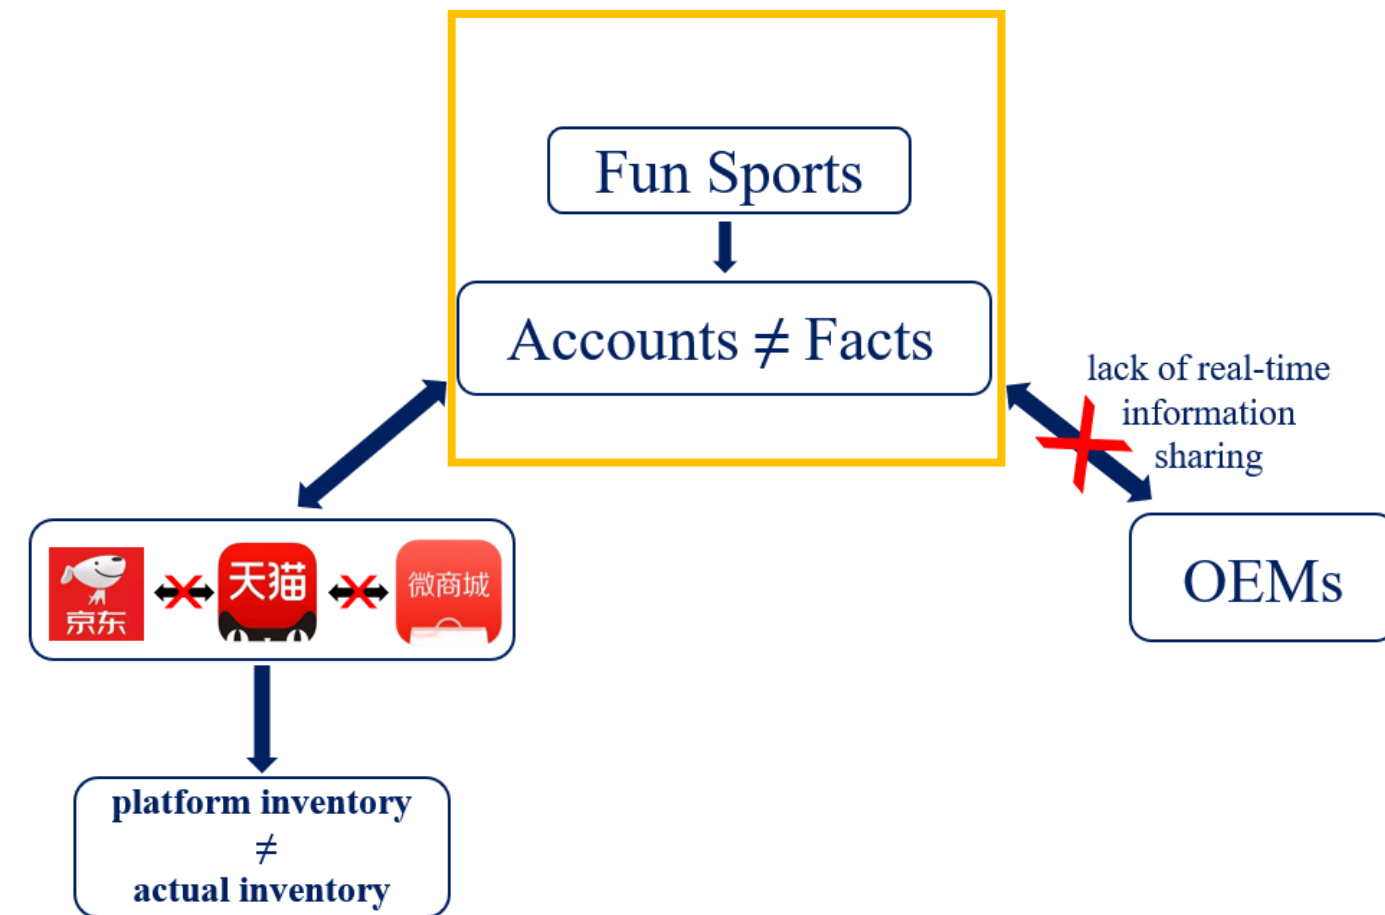 Fun Sports
Accounts ≠ Facts
lack of real-time
information
sharing
京东
天猫
微商城
OEMs
platform inventory
≠
actual inventory